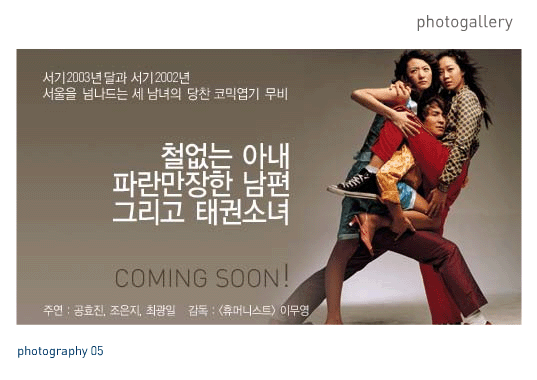 photogallery
서기2003년 달과 서기2002년
서울을 넘나드는 세 남녀의 당찬 코믹엽기 무비
철없는 아내
파란만장한 남편
그리고 태권소녀
COMING SOON!
주연 : 공효진, 조은지, 최광일 감독 : <휴머니스트> 이무영
photography 05